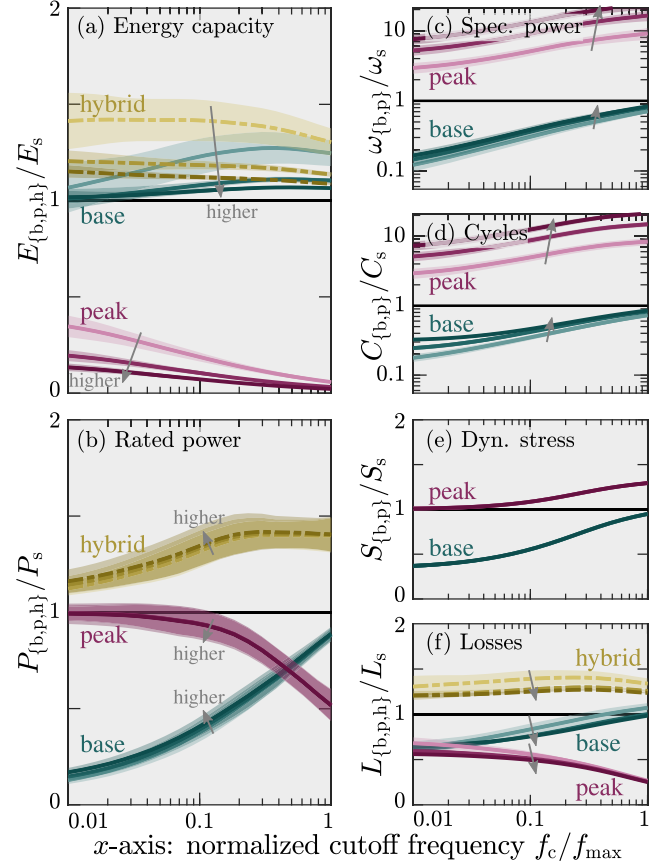 (a) Energy capacity
2
1
0
E{b,p,h}/Es
hybrid
base
higher
peak
higher
(b) Rated power
2
1
0
P{b,p,h}/Ps
higher
hybrid
peak
higher
higher
base
0.01
0.1
1
(c) Spec. power
10
1
0.1
ω{b,p}/ωs
peak
base
(d) Cycles
10
1
0.1
C{b,p}/Cs
peak
base
(e) Dyn. stress
2
1
0
S{b,p}/Ss
peak
base
(f) Losses
2
1
0
L{b,p,h}/Ls
hybrid
base
peak
0.01
0.1
1
x-axis: normalized cutoff frequency fc/fmax